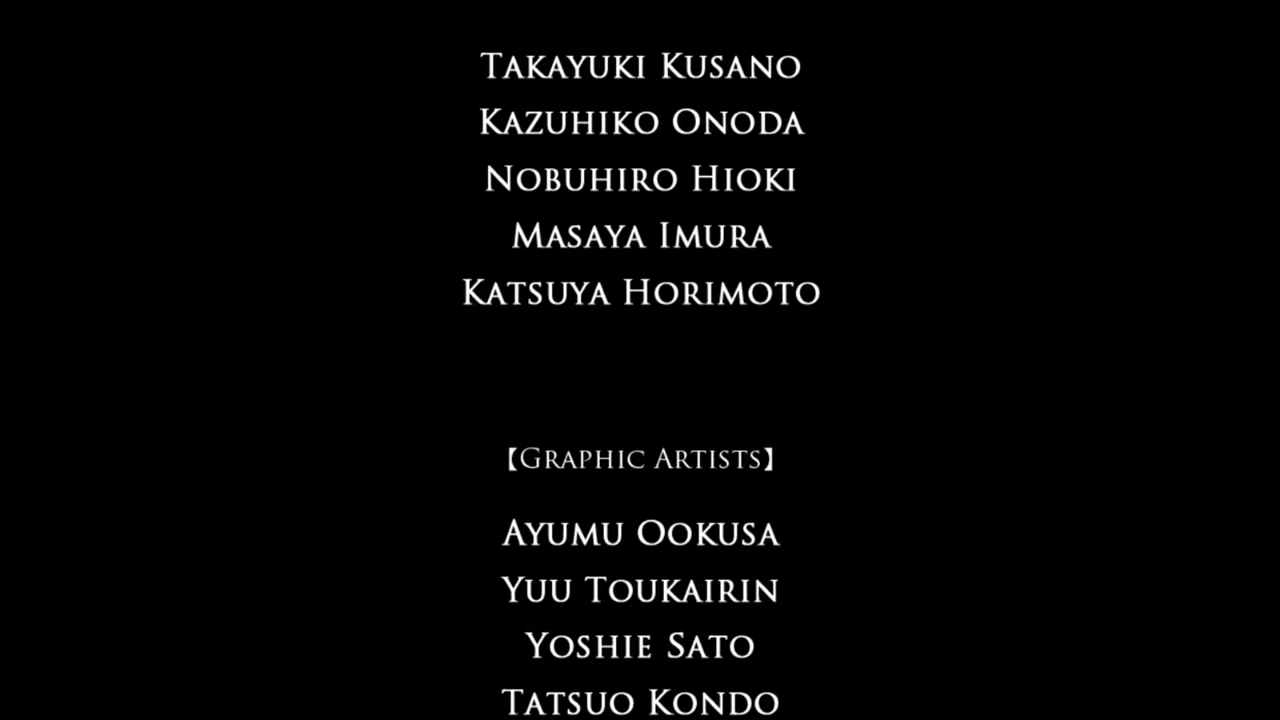 Takayuki Kusano
Kazuhiko Onoda
Nobuhiro Hioki
Masaya Imura
Katsuya Horimoto
【Graphic Artists】
Ayumu Ookusa
Yuu Toukairin
Yoshie Sato
Tatsuo Kondo